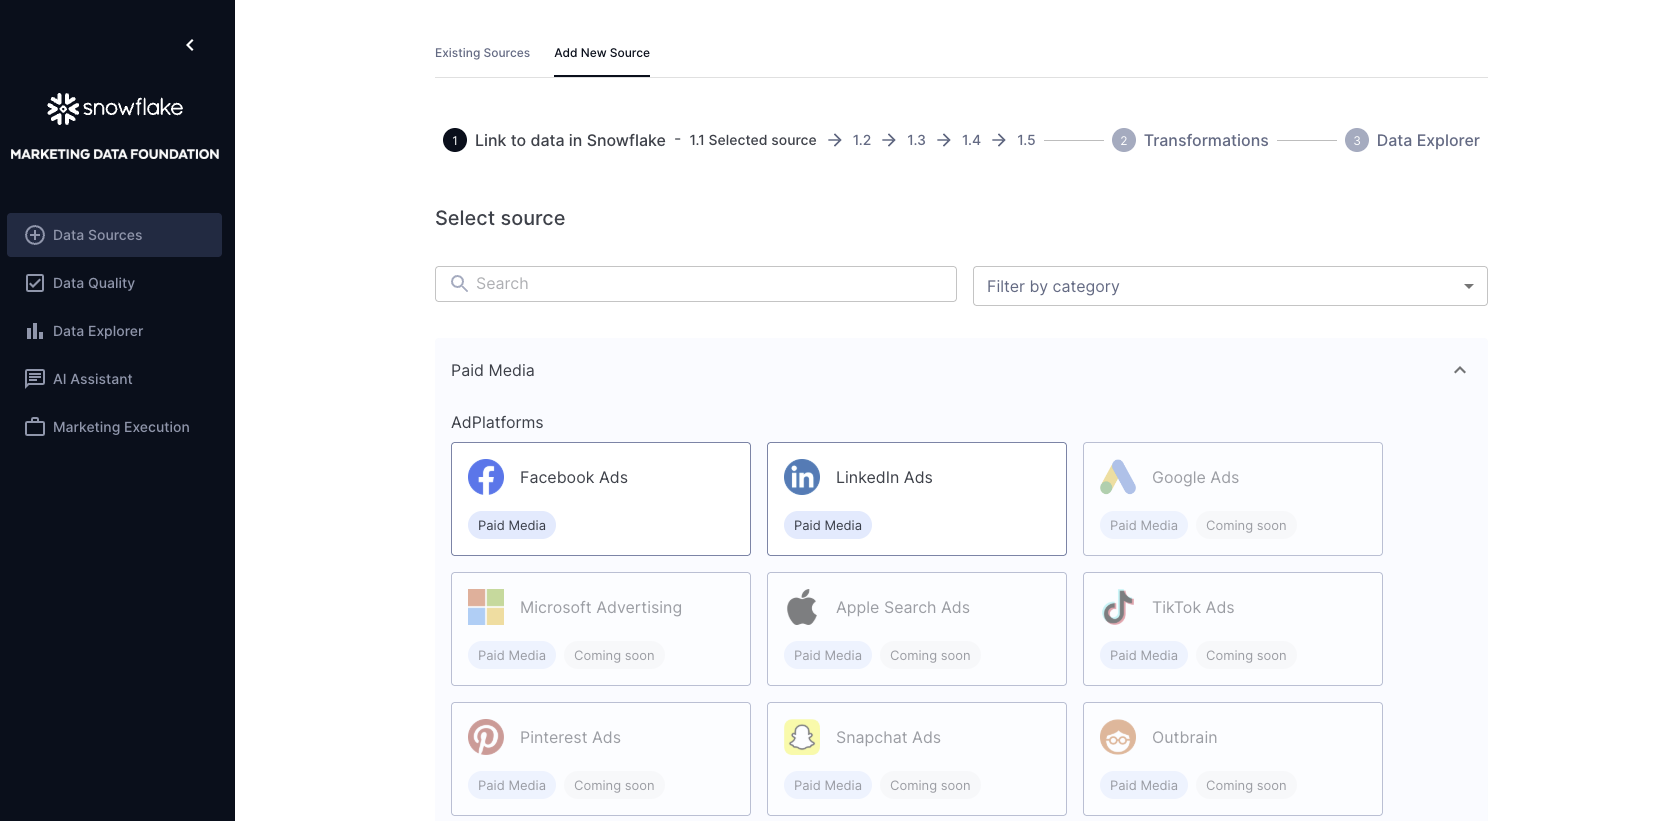 snowflake
MARKETING DATA FOUNDATION
Data Sources
Data Quality
Data Explorer
AI Assistant
Marketing Execution
Existing Sources Add New Source
1 Link to data in Snowflake - 1.1 Selected source → 1.2 → 1.3 → 1.4 → 1.5 2 Transformations 3 Data Explorer
Select source
Search Filter by category
Paid Media
AdPlatforms
Facebook Ads LinkedIn Ads Google Ads
Paid Media Paid Media Paid Media Coming soon
Microsoft Advertising Apple Search Ads TikTok Ads
Paid Media Coming soon Paid Media Coming soon Paid Media Coming soon
Pinterest Ads Snapchat Ads Outbrain
Paid Media Coming soon Paid Media Coming soon Paid Media Coming soon